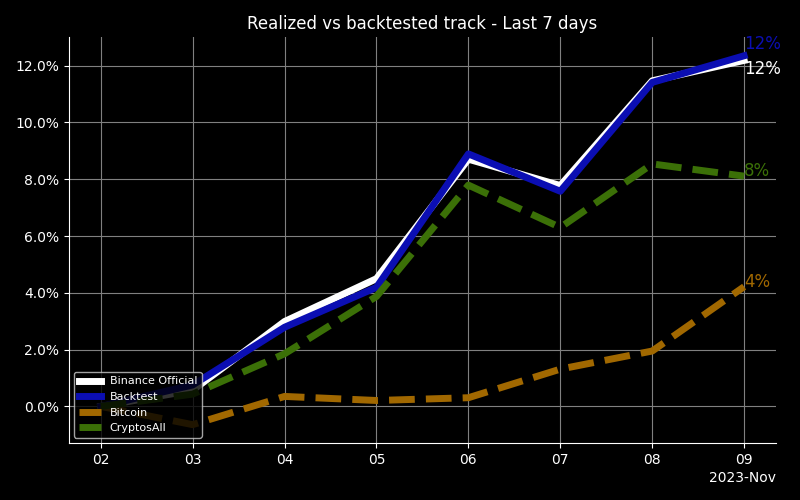 Realized vs backtested track - Last 7 days
12%
12%
8%
4%
12.0%
10.0%
8.0%
6.0%
4.0%
2.0%
0.0%
Binance Official
Backtest
Bitcoin
CryptosAll
02 03 04 05 06 07 08 09
2023-Nov